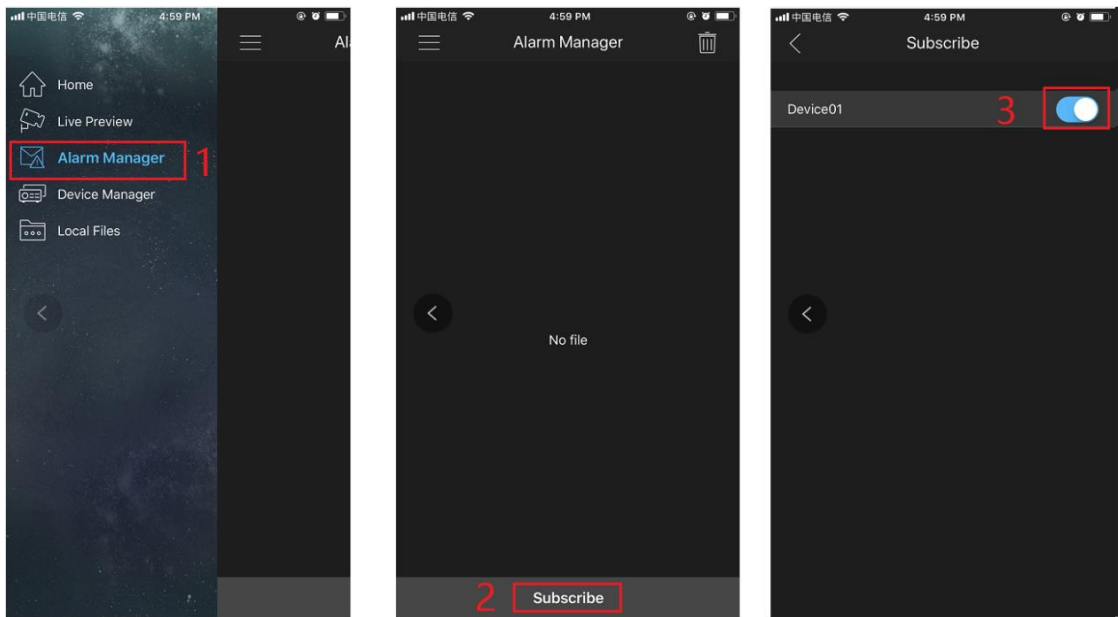 中国电信 4:59 PM
Al
Home
Live Preview
Alarm Manager 1
Device Manager
Local Files
中国电信 4:59 PM
Alarm Manager
No file
2 Subscribe
中国电信 4:59 PM
Subscribe
Device01 3